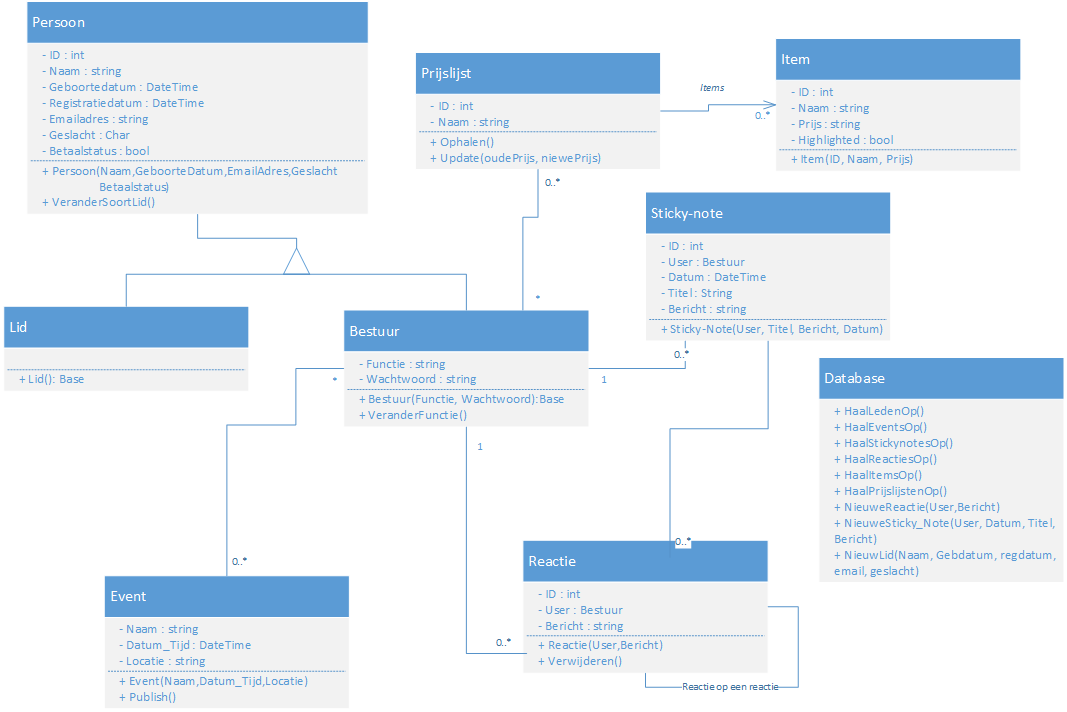 Persoon
- ID : int
- Naam : string
- Geboortedatum : DateTime
- Registratiedatum : DateTime
- Emailadres : string
- Geslacht : Char
- Betaalstatus : bool
+ Persoon(Naam,GeboorteDatum,EmailAdres,Geslacht
Betaalstatus)
+ VeranderSoortLid()
Prijslijst
- ID : int
- Naam : string
+ Ophalen()
+ Update(oudePrijs, niewePrijs)
Items
0..*
Item
- ID : int
- Naam : string
- Prijs : string
- Highlighted : bool
+ Item(ID, Naam, Prijs)
0..*
*
Sticky-note
- ID : int
- User : Bestuur
- Datum : DateTime
- Titel : String
- Bericht : string
+ Sticky-Note(User, Titel, Bericht, Datum)
0..*
Lid
+ Lid(): Base
Bestuur
- Functie : string
- Wachtwoord : string
+ Bestuur(Functie, Wachtwoord):Base
+ VeranderFunctie()
*
1
1
Database
+ HaalLedenOp()
+ HaalEventsOp()
+ HaalStickynotesOp()
+ HaalReactiesOp()
+ HaalItemsOp()
+ HaalPrijslijstenOp()
+ NieuweReactie(User,Bericht)
+ NieuweSticky_Note(User, Datum, Titel,
Bericht)
+ NieuwLid(Naam, Gebdatum, regdatum,
email, geslacht)
0..*
Event
- Naam : string
- Datum_Tijd : DateTime
- Locatie : string
+ Event(Naam,Datum_Tijd,Locatie)
+ Publish()
0..*
0..*
Reactie
- ID : int
- User : Bestuur
- Bericht : string
+ Reactie(User,Bericht)
+ Verwijderen()
Reactie op een reactie